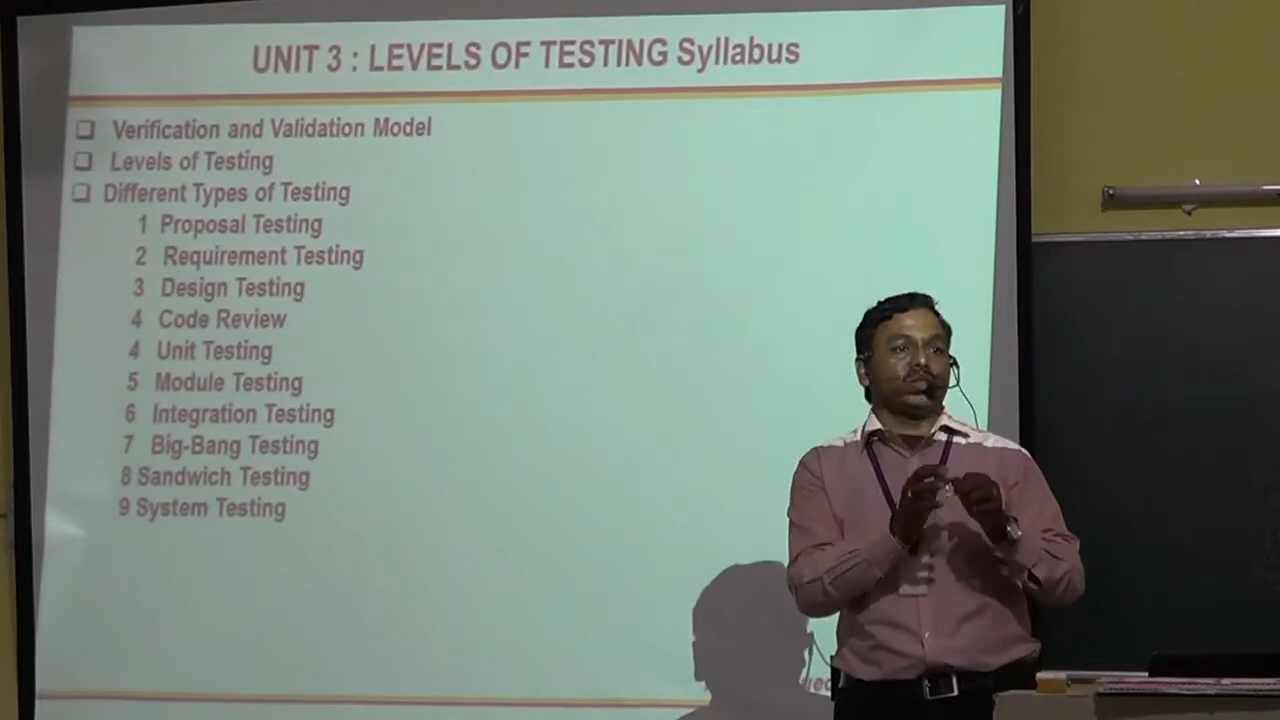 UNIT 3 : LEVELS OF TESTING Syllabus
Verification and Validation Model
Levels of Testing
Different Types of Testing
1 Proposal Testing
2 Requirement Testing
3 Design Testing
4 Code Review
4 Unit Testing
5 Module Testing
6 Integration Testing
7 Big-Bang Testing
8 Sandwich Testing
9 System Testing